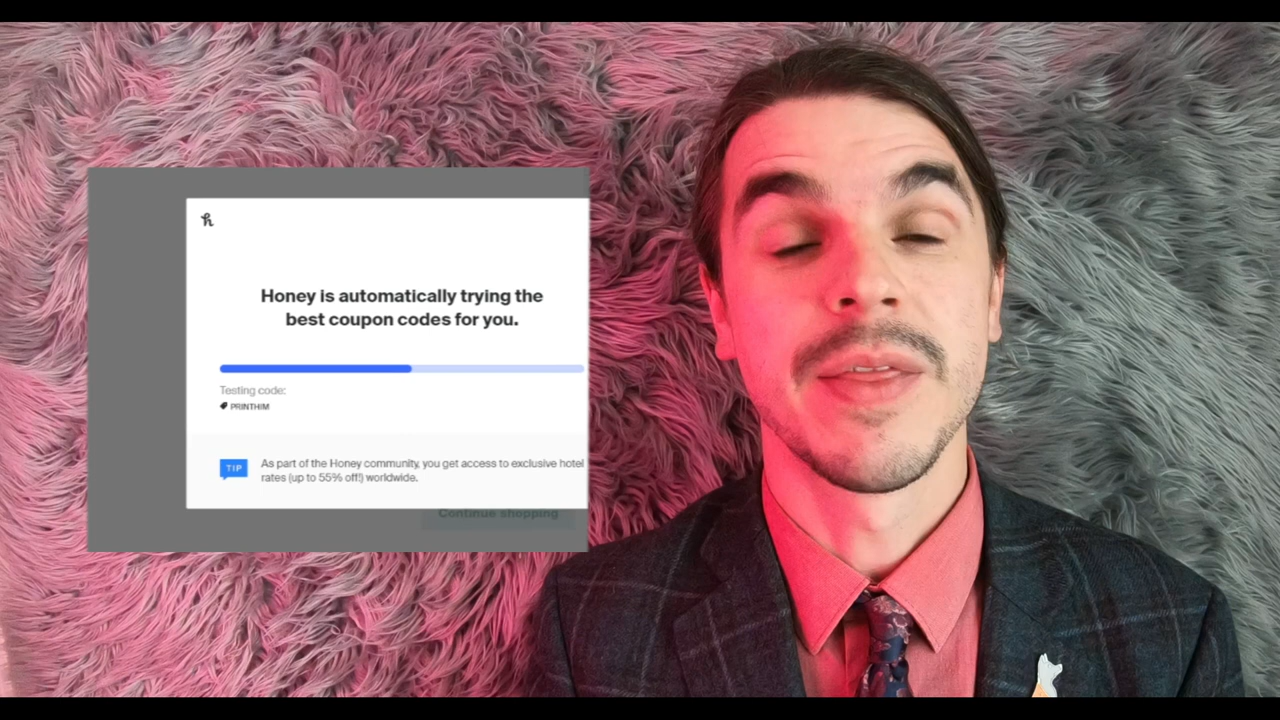 h
Honey is automatically trying the
best coupon codes for you.
Testing code:
PRINTHIM
TIP
As part of the Honey community, you get access to exclusive hotel
rates (up to 55% off!) worldwide.
Continue shopping